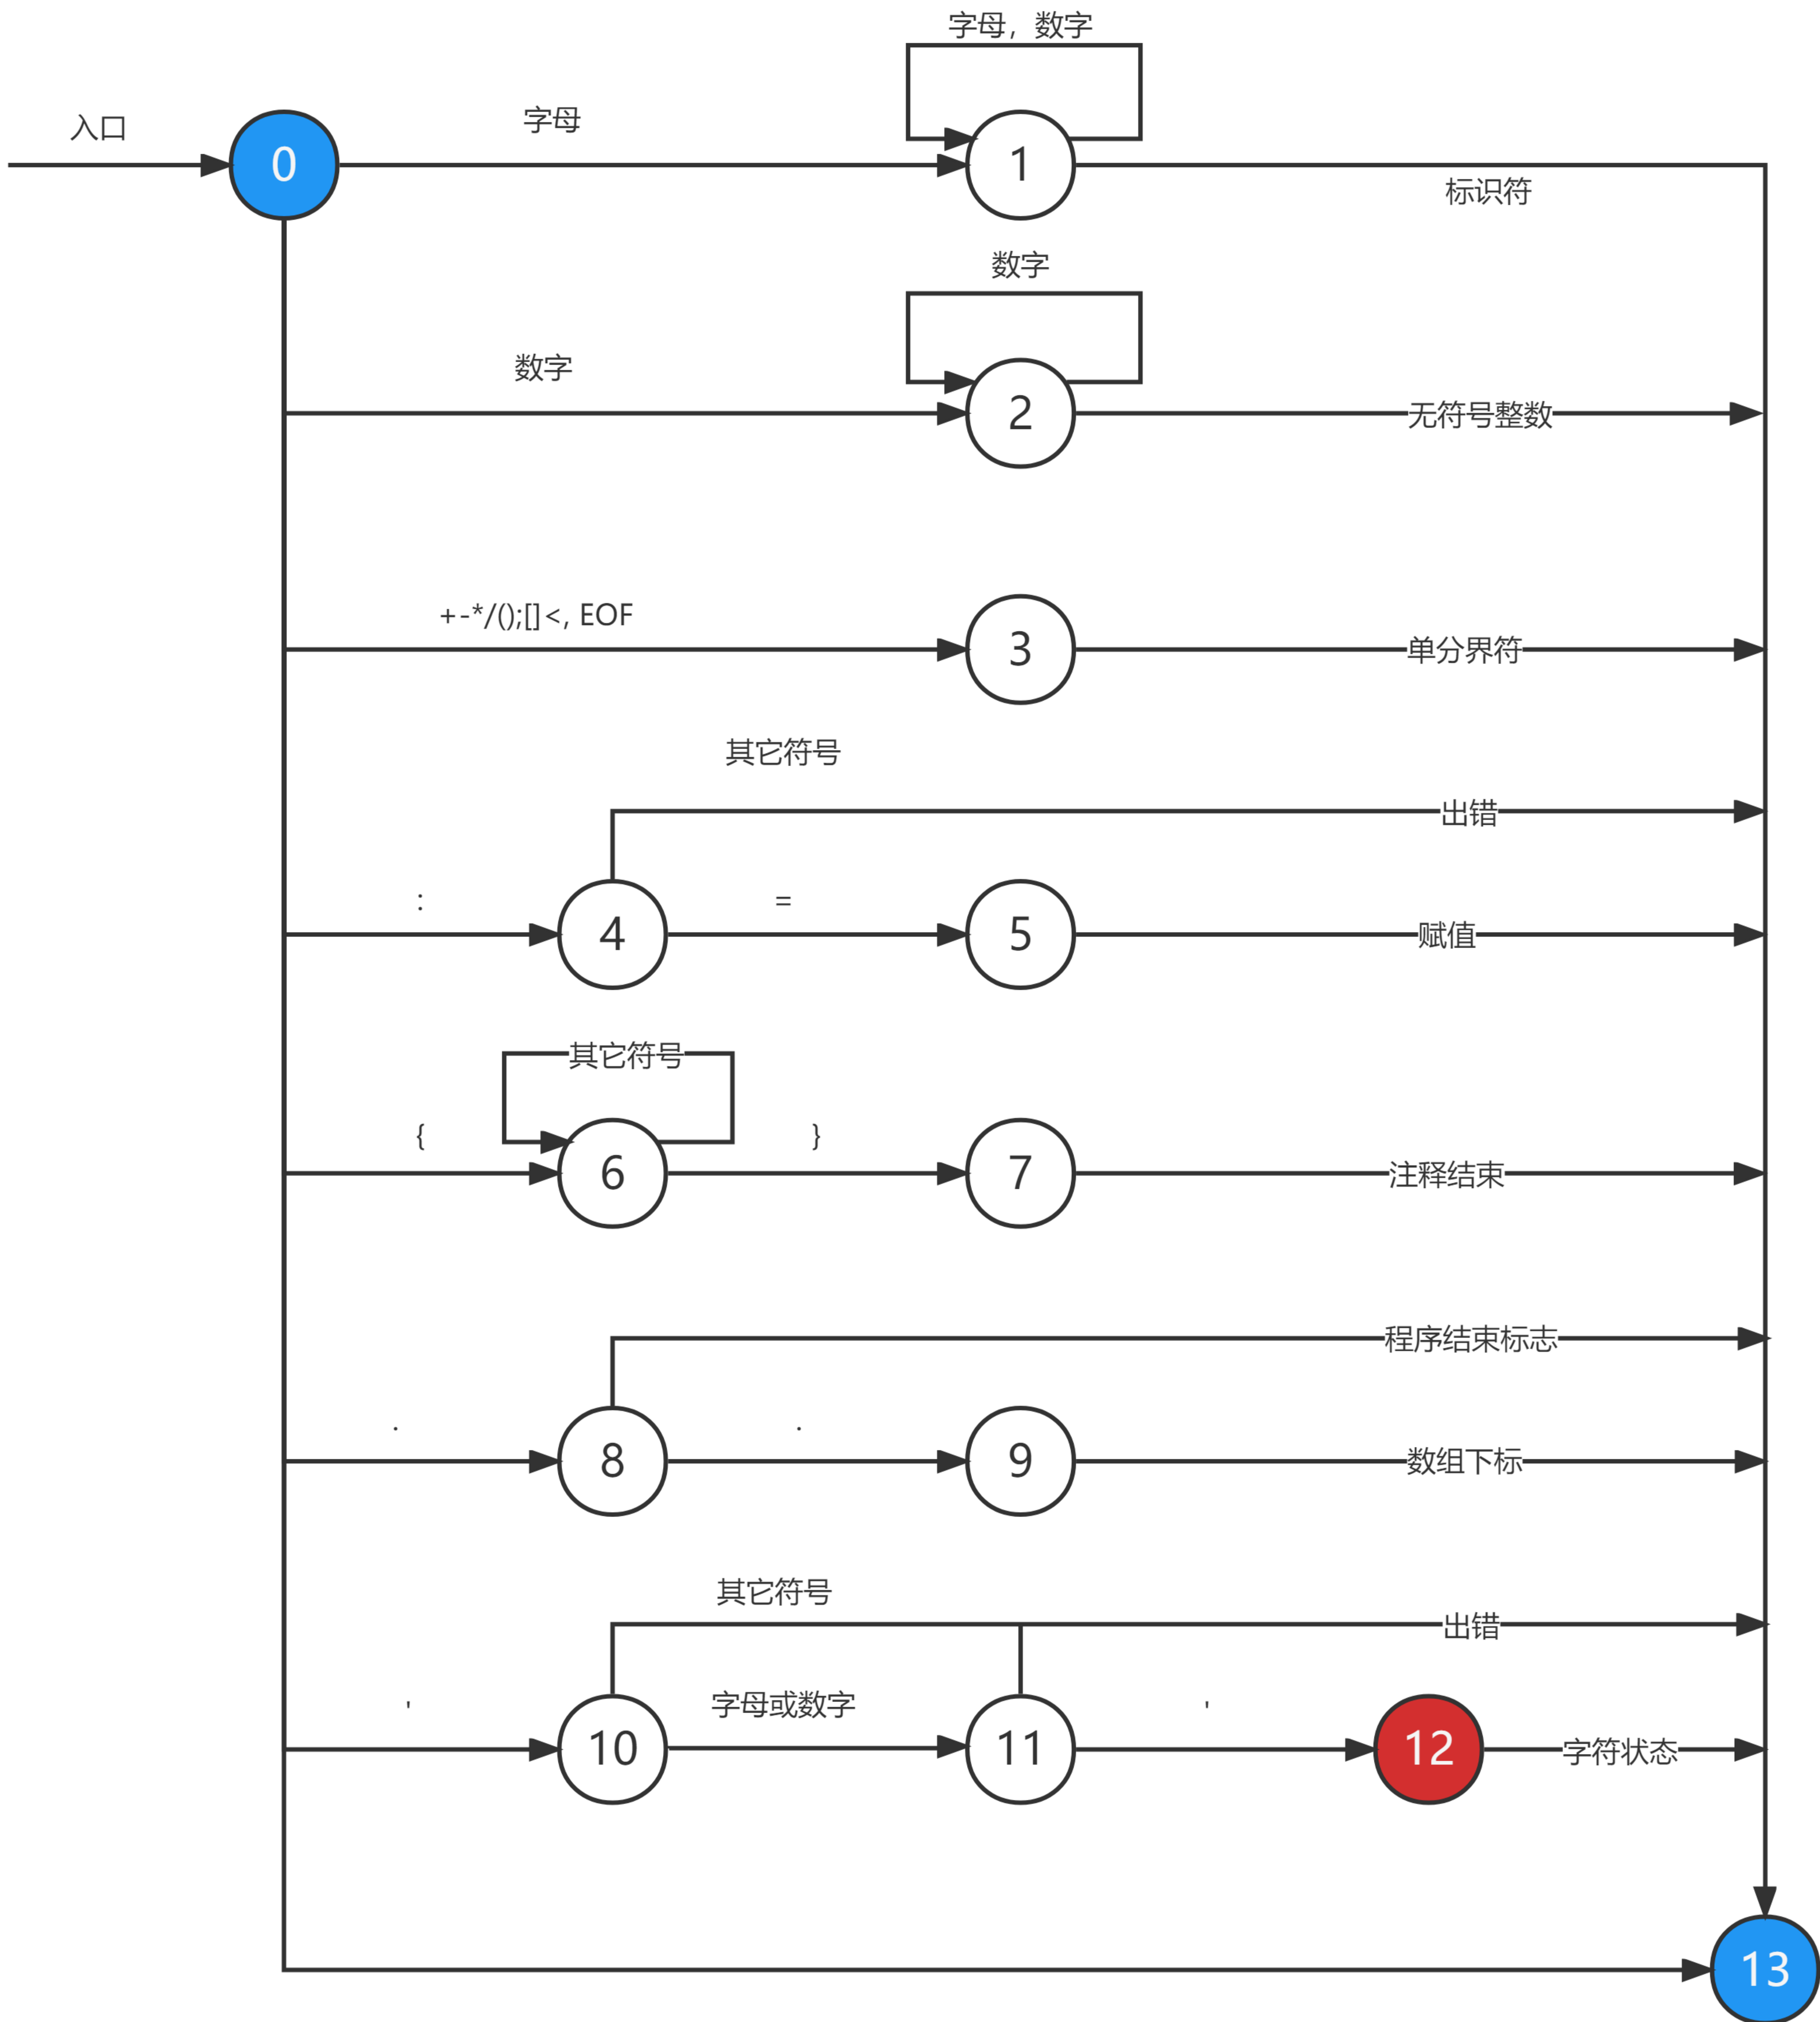 字母，数字
入口
字母
0
1
标识符
数字
数字
2
无符号整数
+-*/();[]<, EOF
3
单分界符
其它符号
出错
:
=
4
5
赋值
其它符号
{
}
6
7
注释结束
程序结束标志
.
.
8
9
数组下标
其它符号
出错
'
字母或数字
'
10
11
12
字符状态
13